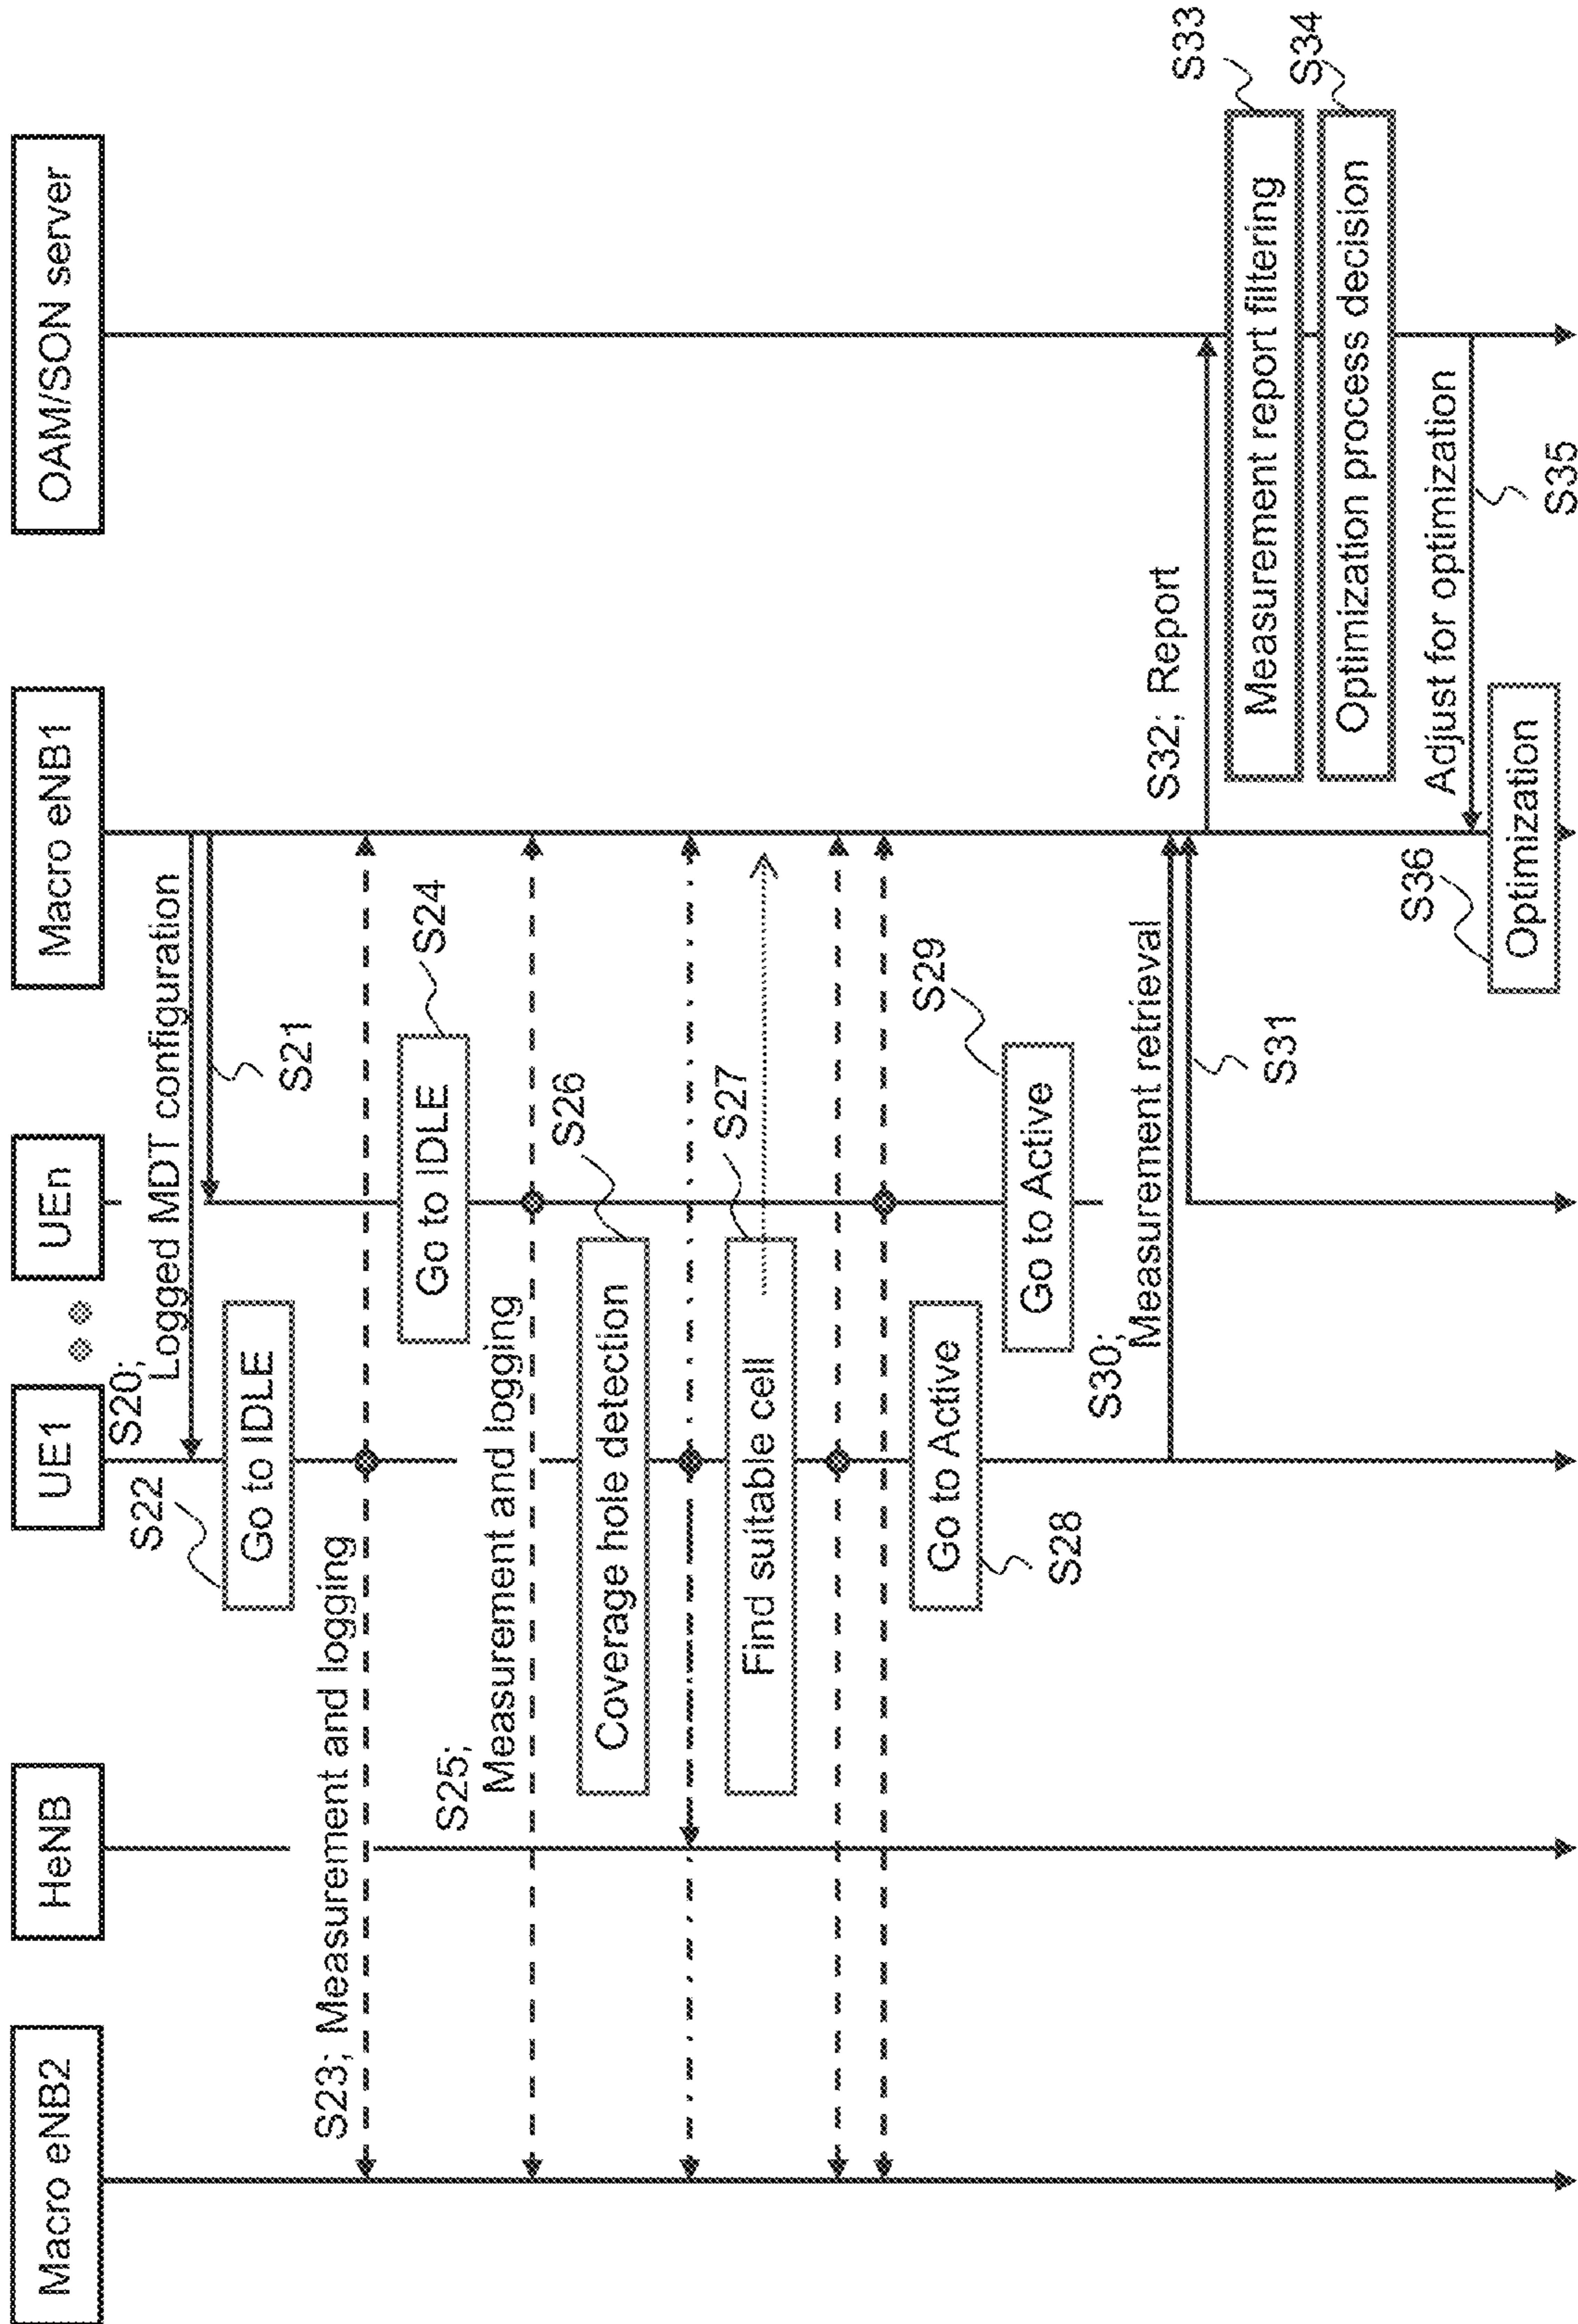 Macro eNB2
HeNB
UE1
UEn
Macro eNB1
OAM/SON server
S20;
Logged MDT configuration
S21
S22
Go to IDLE
S23; Measurement and logging
S24
Go to IDLE
S25;
Measurement and logging
S26
Coverage hole detection
S27
Find suitable cell
S28
Go to Active
S29
Go to Active
S30;
Measurement retrieval
S31
S32; Report
S33
Measurement report filtering
S34
Optimization process decision
Adjust for optimization
S35
S36
Optimization